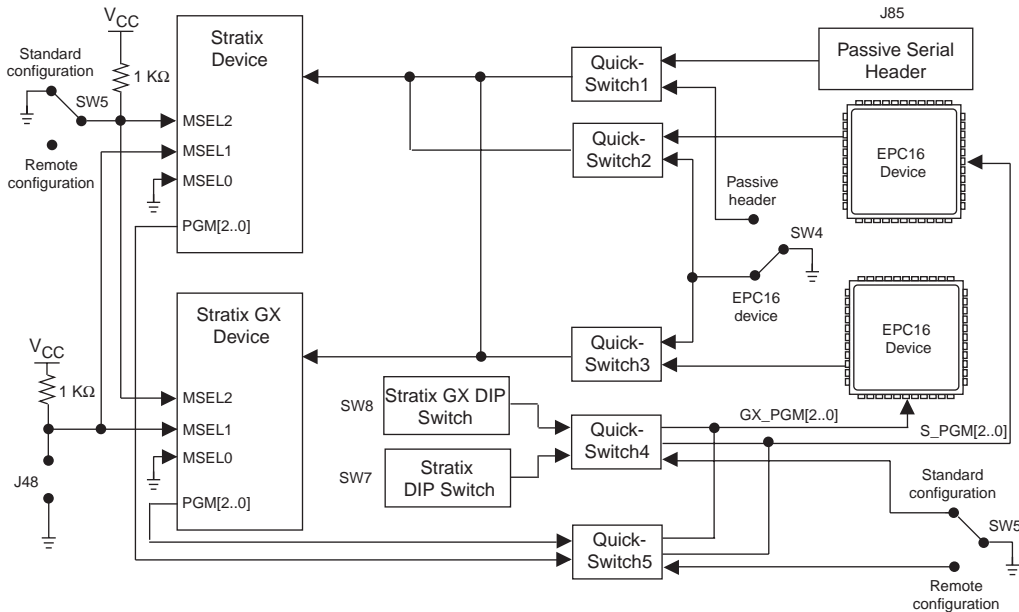 VCC
Standard
configuration
1 KΩ
SW5
Remote
configuration
Stratix
Device
MSEL2
MSEL1
MSEL0
PGM[2..0]
Quick-
Switch1
Quick-
Switch2
J85
Passive Serial
Header
EPC16
Device
Passive
header
SW4
EPC16
device
Stratix GX
Device
VCC
1 KΩ
MSEL2
MSEL1
MSEL0
PGM[2..0]
J48
Quick-
Switch3
EPC16
Device
SW8
Stratix GX DIP
Switch
SW7
Stratix
DIP Switch
Quick-
Switch4
GX_PGM[2..0]
S_PGM[2..0]
Quick-
Switch5
Standard
configuration
SW5
Remote
configuration